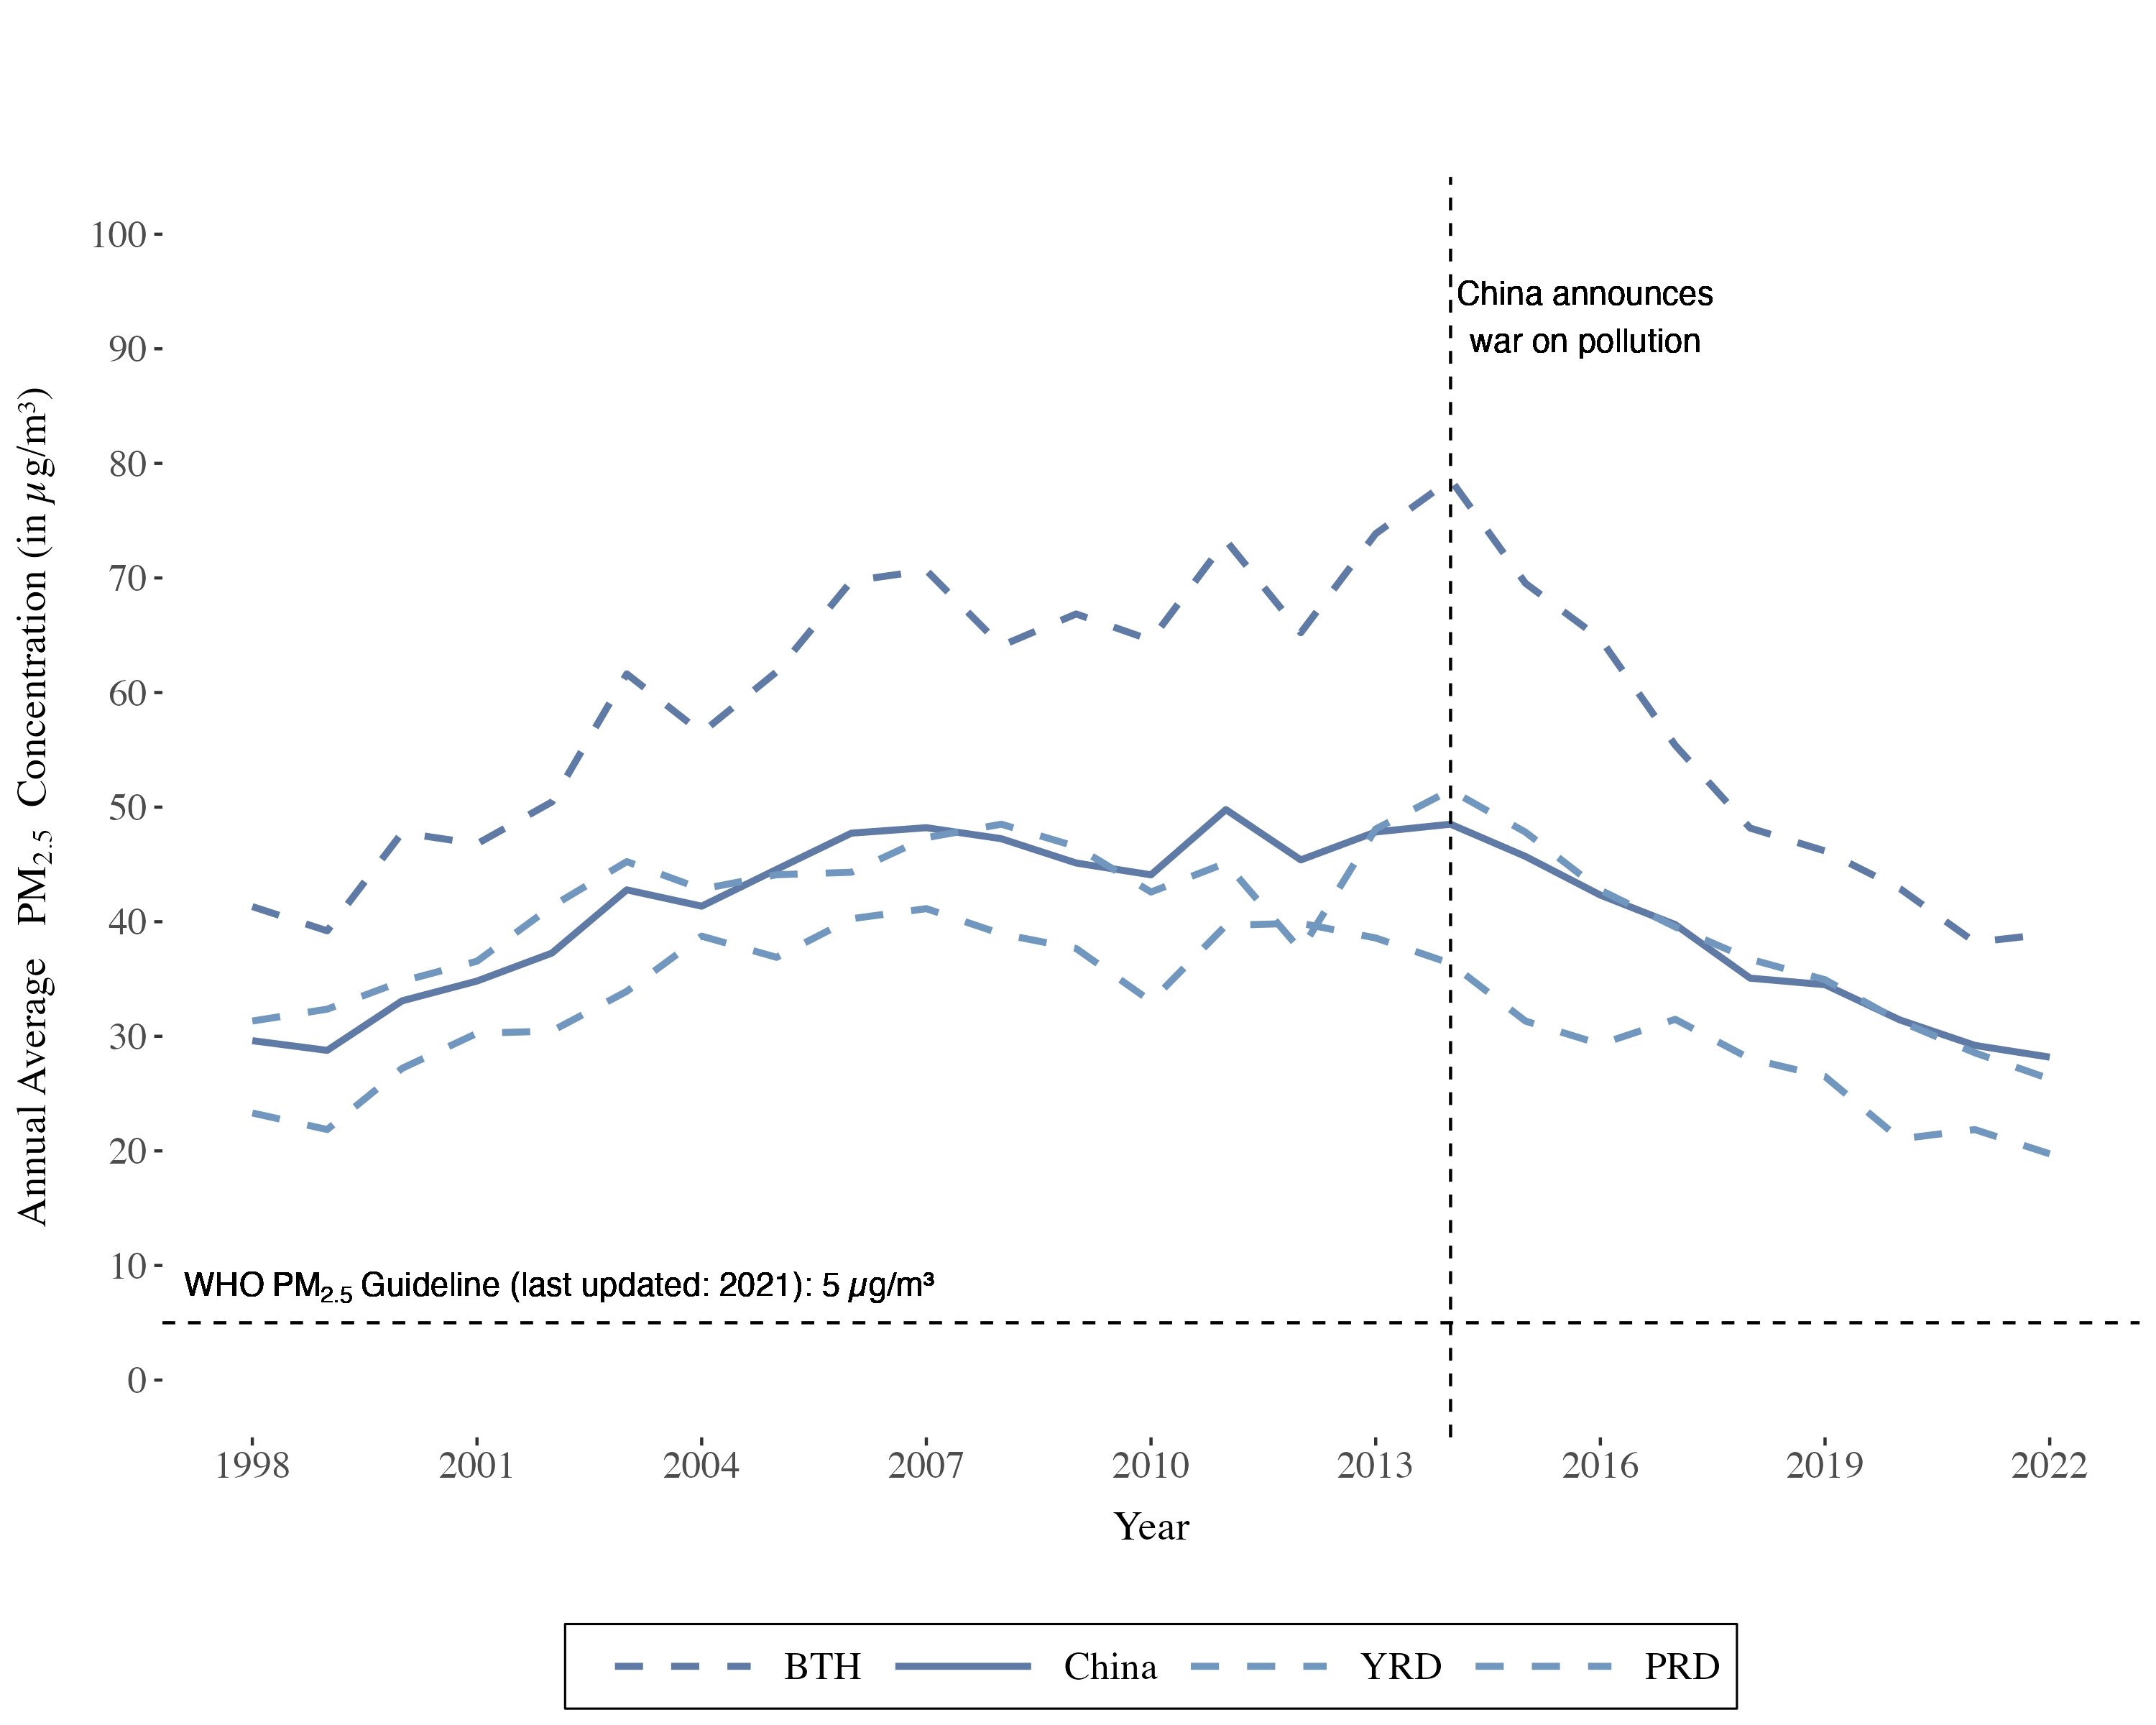 100
90
80
70
60
50
40
30
20
10
0
Annual Average PM2.5 Concentration (in µg/m³)
China announces
war on pollution
WHO PM2.5 Guideline (last updated: 2021): 5 µg/m³
1998 2001 2004 2007 2010 2013 2016 2019 2022
Year
BTH China YRD PRD